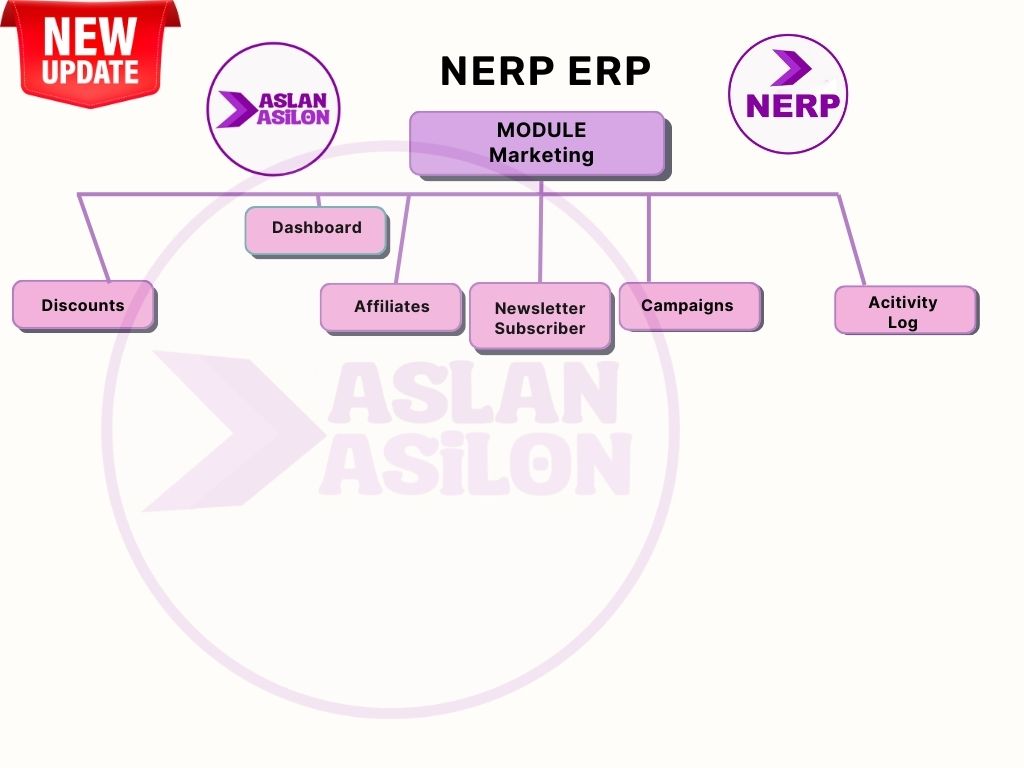 NEW
UPDATE
ASLAN
ASiLON
NERP ERP
NERP
MODULE
Marketing
Dashboard
Discounts
Affiliates
Newsletter
Subscriber
Campaigns
Acitivity
Log
ASLAN
ASiLON